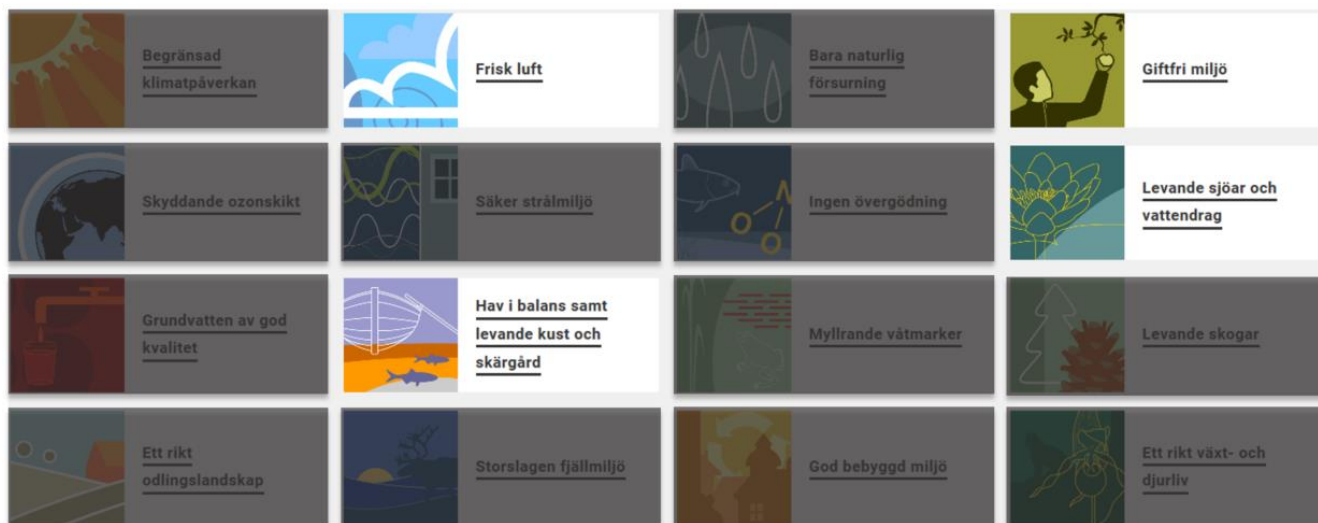 Begränsad
klimatpåverkan
Frisk luft
Bara naturlig
försurning
Giftfri miljö
Skyddande ozonskikt
Säker strålmiljö
N
O
O
Ingen övergödning
Levande sjöar och
vattendrag
Grundvatten av god
kvalitet
Hav i balans samt
levande kust och
skärgård
Myllrande våtmarker
Levande skogar
Ett rikt
odlingslandskap
Storslagen fjällmiljö
God bebyggd miljö
Ett rikt växt- och
djurliv